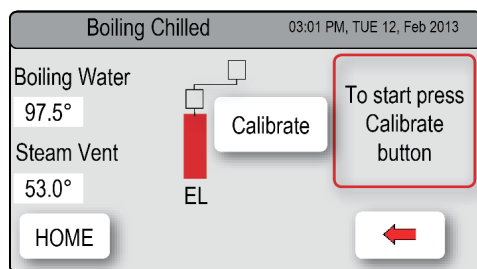 Boiling Chilled
03:01 PM, TUE 12, Feb 2013
Boiling Water
97.5°
Steam Vent
53.0°
EL
Calibrate
To start press
Calibrate
button
HOME